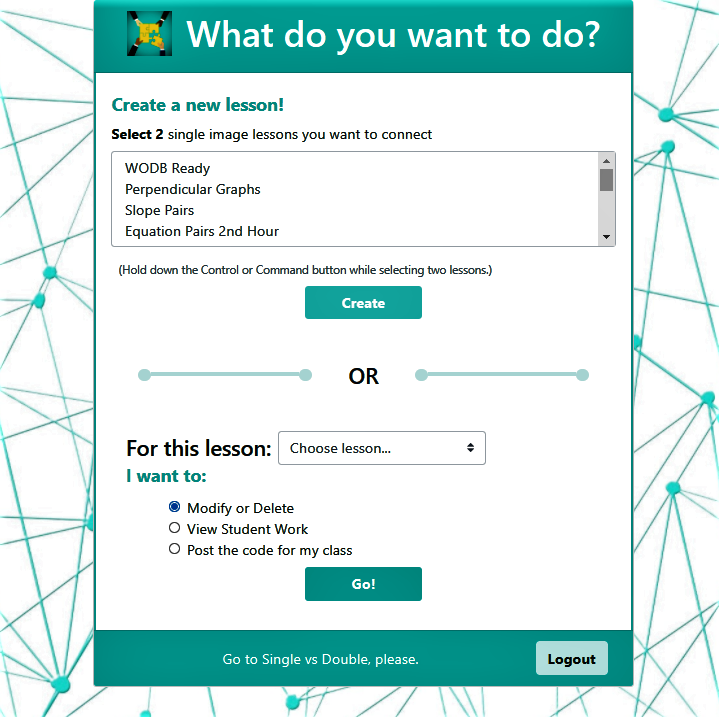 What do you want to do?
Create a new lesson!
Select 2 single image lessons you want to connect
WODB Ready
Perpendicular Graphs
Slope Pairs
Equation Pairs 2nd Hour
(Hold down the Control or Command button while selecting two lessons.)
Create
OR
For this lesson: Choose lesson...
I want to:
Modify or Delete
View Student Work
Post the code for my class
Go!
Go to Single vs Double, please. Logout